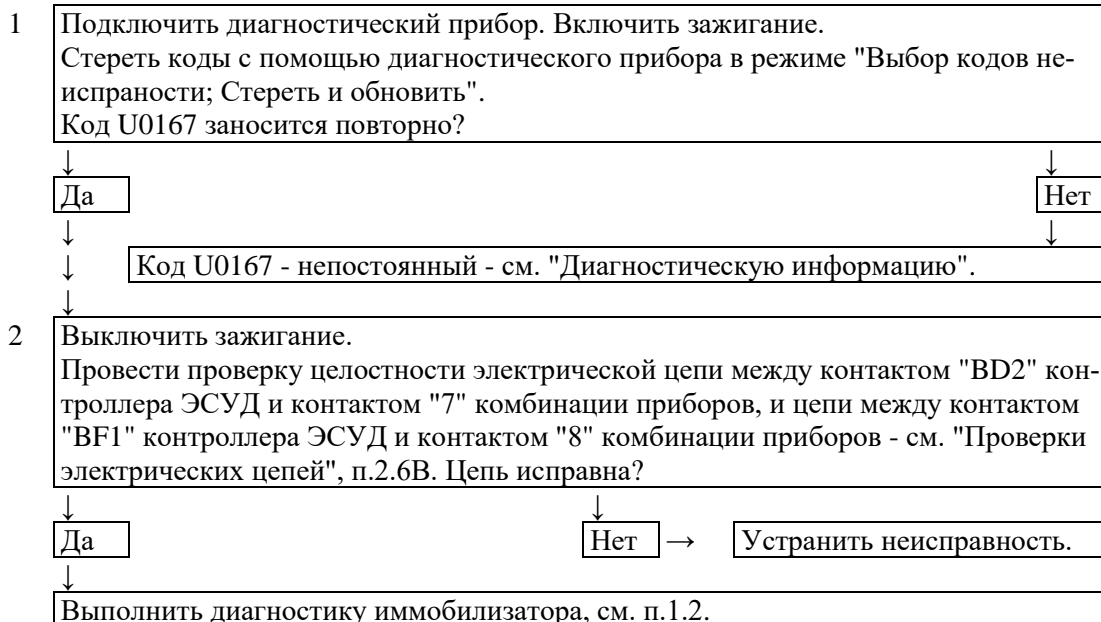 1 Подключить диагностический прибор. Включить зажигание.
Стереть коды с помощью диагностического прибора в режиме "Выбор кодов не-
испраности; Стереть и обновить".
Код U0167 заносится повторно?
↓ ↓
Да Нет
↓ ↓
↓ Код U0167 - непостоянный - см. "Диагностическую информацию".
↓
2 Выключить зажигание.
Провести проверку целостности электрической цепи между контактом "BD2" кон-
троллера ЭСУД и контактом "7" комбинации приборов, и цепи между контактом
"BF1" контроллера ЭСУД и контактом "8" комбинации приборов - см. "Проверки
электрических цепей", п.2.6В. Цепь исправна?
↓ ↓
Да Нет → Устранить неисправность.
↓
Выполнить диагностику иммобилизатора, см. п.1.2.